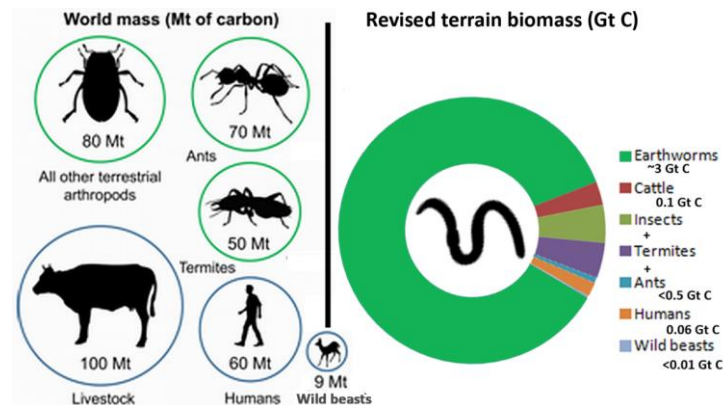 World mass (Mt of carbon)
80 Mt
All other terrestrial
arthropods
70 Mt
Ants
50 Mt
Termites
100 Mt
Livestock
60 Mt
Humans
9 Mt
Wild beasts
Revised terrain biomass (Gt C)
Earthworms
~3 Gt C
Cattle
0.1 Gt C
Insects
+
Termites
+
Ants
<0.5 Gt C
Humans
0.06 Gt C
Wild beasts
<0.01 Gt C